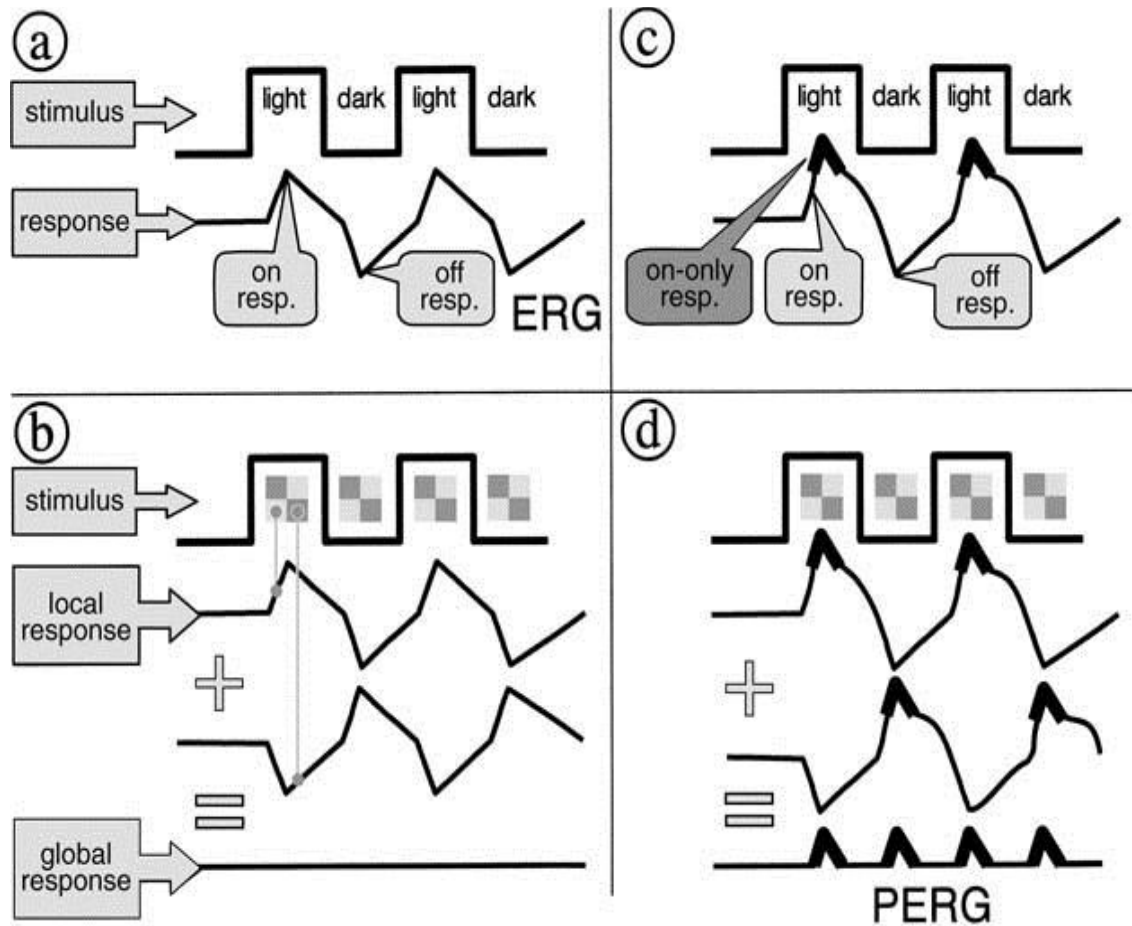 a
stimulus
light dark light dark
response
on
resp.
off
resp.
ERG
c
light dark light dark
on-only
resp.
on
resp.
off
resp.
b
stimulus
local
response
global
response
d
PERG